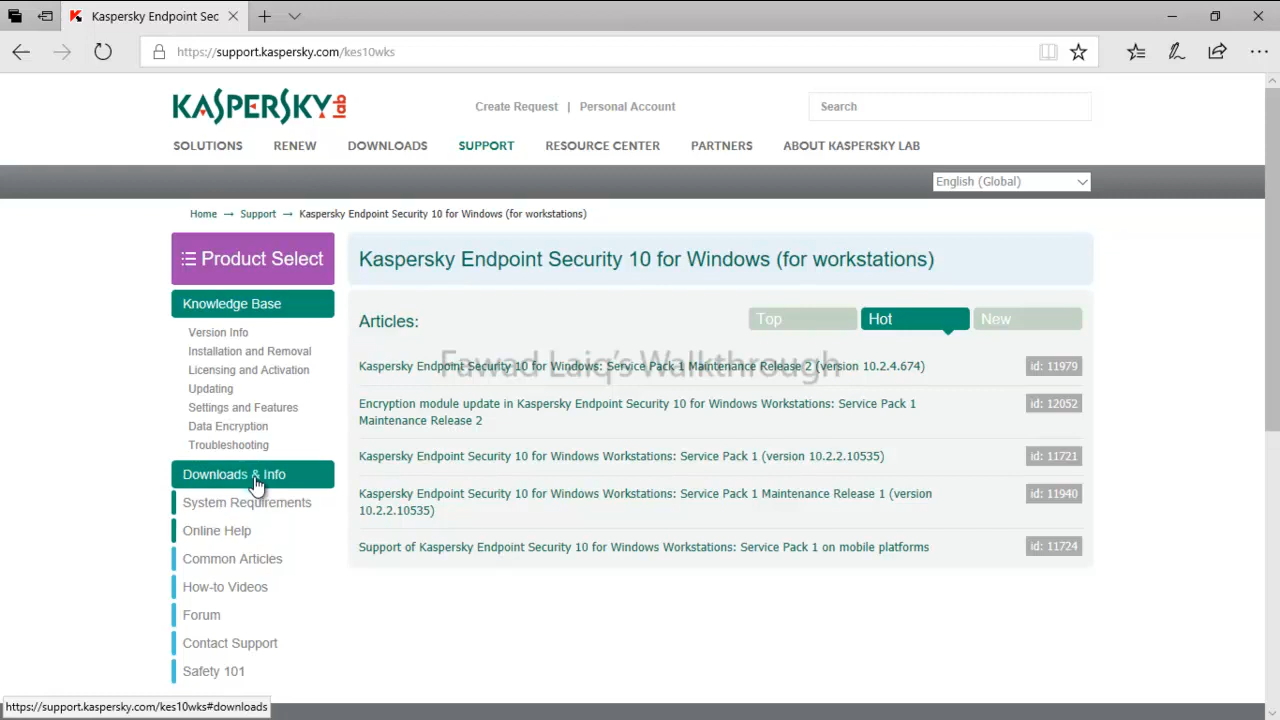 Kaspersky Endpoint Sec
https://support.kaspersky.com/kes10wks
KASPERSKY lab
Create Request | Personal Account
Search
SOLUTIONS RENEW DOWNLOADS SUPPORT RESOURCE CENTER PARTNERS ABOUT KASPERSKY LAB
English (Global)
Home → Support → Kaspersky Endpoint Security 10 for Windows (for workstations)
Product Select
Knowledge Base
Version Info
Installation and Removal
Licensing and Activation
Updating
Settings and Features
Data Encryption
Troubleshooting
Downloads & Info
System Requirements
Online Help
Common Articles
How-to Videos
Forum
Contact Support
Safety 101
Kaspersky Endpoint Security 10 for Windows (for workstations)
Articles:
Top Hot New
Kaspersky Endpoint Security 10 for Windows: Service Pack 1 Maintenance Release 2 (version 10.2.4.674) id: 11979
Fawad Laiq's Walkthrough
Encryption module update in Kaspersky Endpoint Security 10 for Windows Workstations: Service Pack 1 id: 12052
Maintenance Release 2
Kaspersky Endpoint Security 10 for Windows Workstations: Service Pack 1 (version 10.2.2.10535) id: 11721
Kaspersky Endpoint Security 10 for Windows Workstations: Service Pack 1 Maintenance Release 1 (version id: 11940
10.2.2.10535)
Support of Kaspersky Endpoint Security 10 for Windows Workstations: Service Pack 1 on mobile platforms id: 11724
https://support.kaspersky.com/kes10wks#downloads